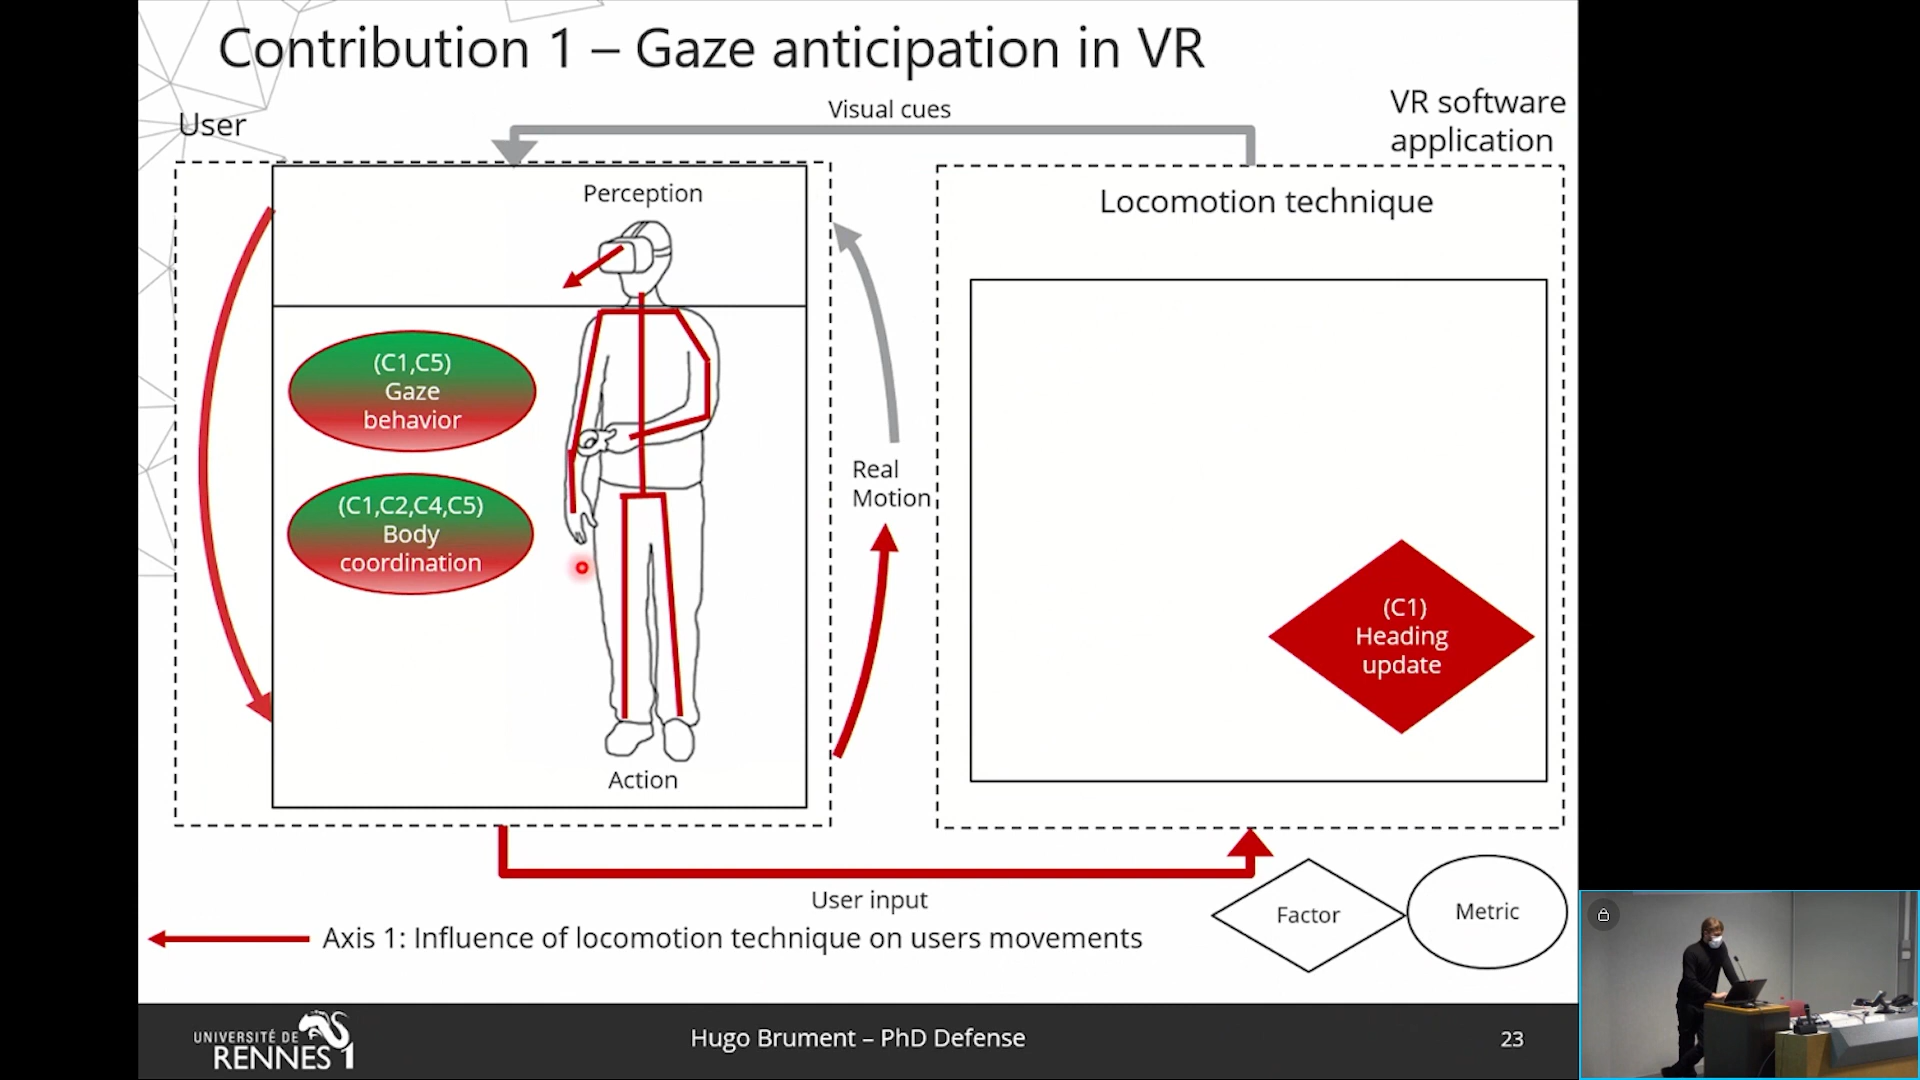 Contribution 1 – Gaze anticipation in VR
User
Visual cues
VR software
application
Perception
Locomotion technique
(C1,C5)
Gaze
behavior
(C1,C2,C4,C5)
Body
coordination
Real
Motion
(C1)
Heading
update
Action
User input
Factor
Metric
Axis 1: Influence of locomotion technique on users movements
UNIVERSITÉ DE
RENNES 1
Hugo Brument – PhD Defense
23